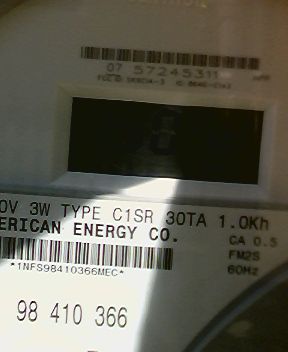 07 57245311
0V 3W TYPE C1SR 30TA 1.0Kh
ERICAN ENERGY CO.
CA 0.5
FM2S
60Hz
*1NFS98410366MEC*
98 410 366